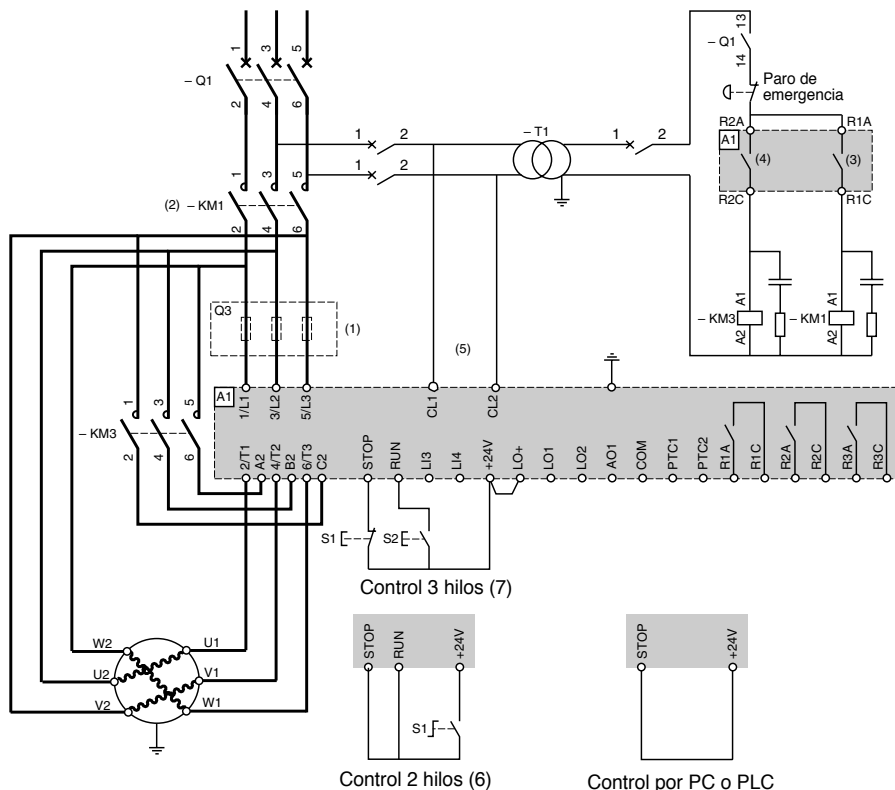 1 3 5
– Q1
2 4 6
13
– Q1
14
Paro de
emergencia
1 2
– T1
1 2
1 2
R2A R1A
A1
(4) (3)
R2C R1C
1 3 5
(2) – KM1
2 4 6
A1 A1
– KM3 – KM1
A2 A2
Q3
(1)
(5)
A1
1/L1 3/L2 5/L3 CL1 CL2
1 3 5
– KM3
2 4 6
2/T1 A2 4/T2 B2 6/T3 C2 STOP RUN LI3 LI4 +24V LO+ LO1 LO2 AO1 COM PTC1 PTC2 R1A R1C R2A R2C R3A R3C
S1 S2
Control 3 hilos (7)
W2 U1
U2 V1
V2 W1
STOP RUN +24V
S1
Control 2 hilos (6)
STOP +24V
Control por PC o PLC